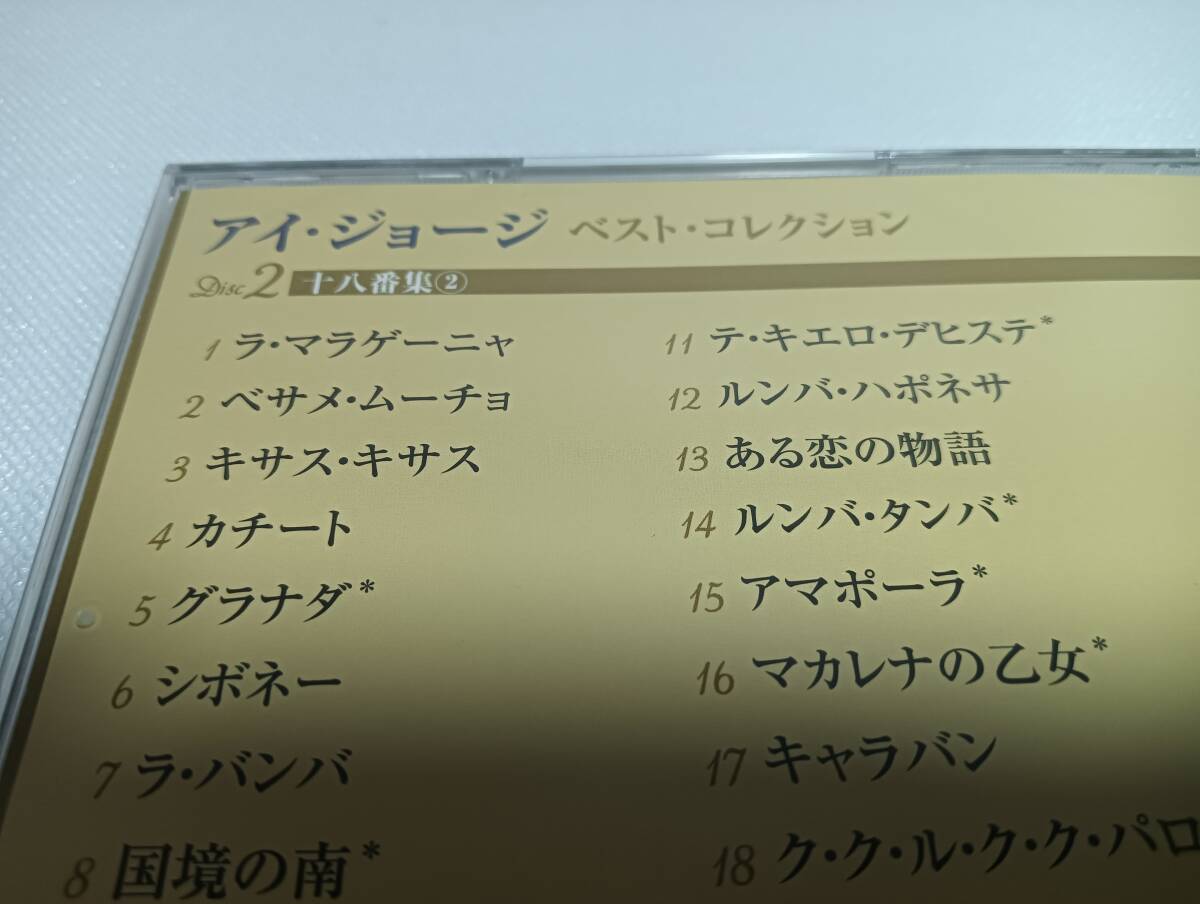 アイ・ジョージ ベスト・コレクション
Disc 2 十八番集②
1 ラ・マラゲーニャ
2 ベサメ・ムーチョ
3 キサス・キサス
4 カチート
5 グラナダ*
6 シボネー
7 ラ・バンバ
8 国境の南*
11 テ・キエロ・デヒステ*
12 ルンバ・ハポネサ
13 ある恋の物語
14 ルンバ・タンバ*
15 アマポーラ*
16 マカレナの乙女*
17 キャラバン
18 ク・ク・ル・ク・ク・パロ